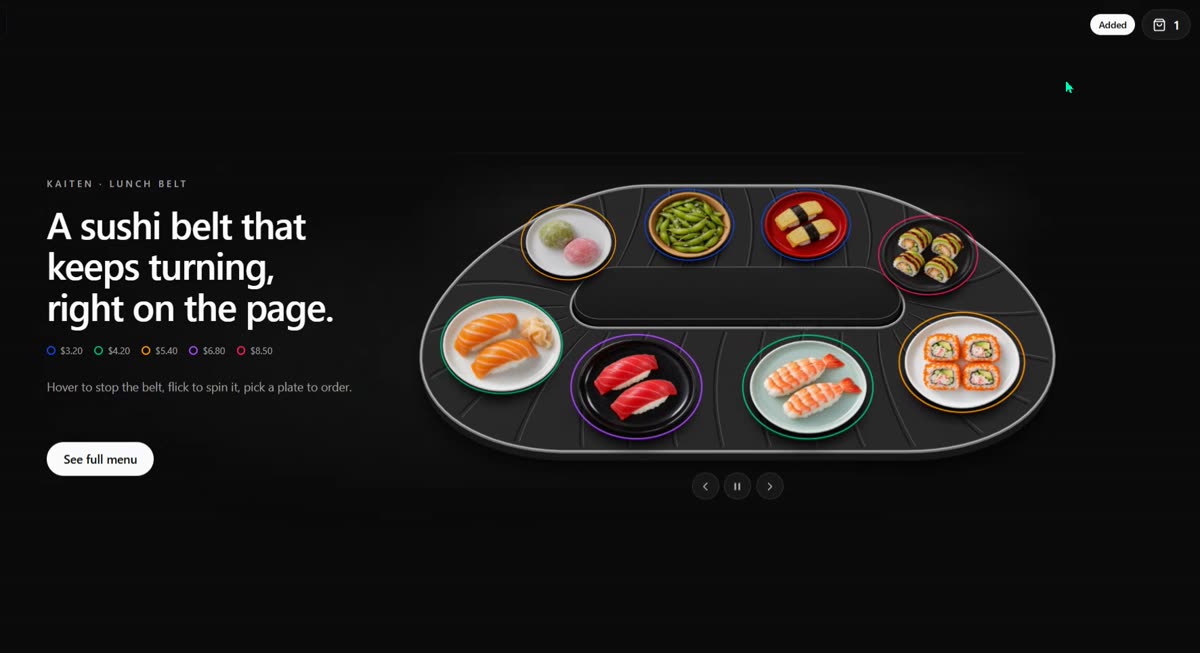 Added
1
KAITEN · LUNCH BELT
A sushi belt that
keeps turning,
right on the page.
$3.20 $4.20 $5.40 $6.80 $8.50
Hover to stop the belt, flick to spin it, pick a plate to order.
See full menu